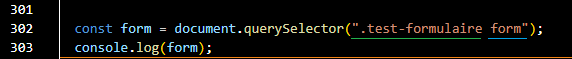 301
302 const form = document.querySelector(".test-formulaire form");
303 console.log(form);